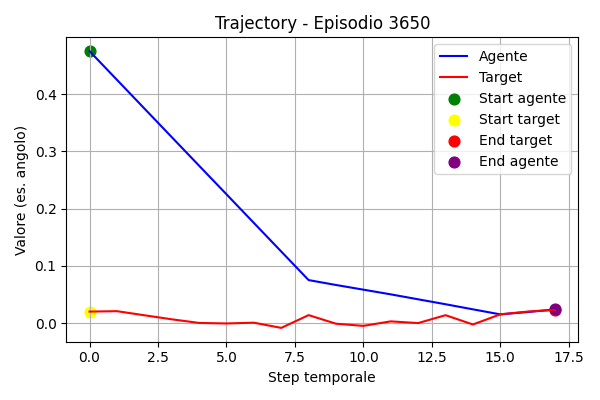 Trajectory - Episodio 3650
Valore (es. angolo)
0.4
0.3
0.2
0.1
0.0
Agente
Target
Start agente
Start target
End target
End agente
0.0 2.5 5.0 7.5 10.0 12.5 15.0 17.5
Step temporale